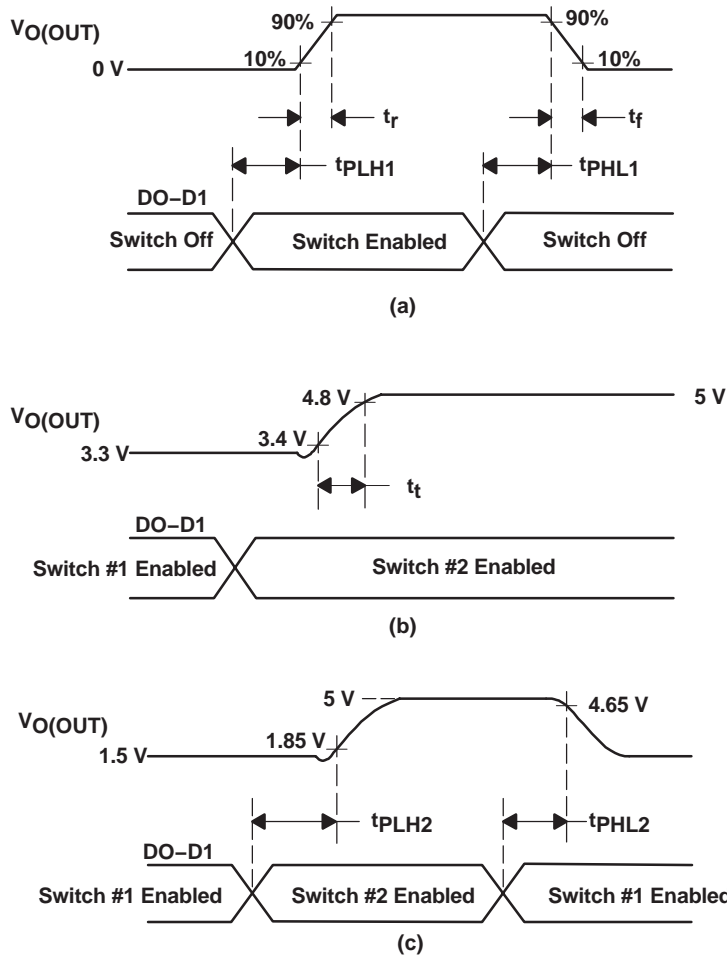 90%
90%
VO(OUT)
10%
10%
0 V
tr
tf
tPLH1
tPHL1
DO–D1
Switch Off
Switch Enabled
Switch Off
(a)
4.8 V
5 V
VO(OUT)
3.4 V
3.3 V
tt
DO–D1
Switch #1 Enabled
Switch #2 Enabled
(b)
5 V
4.65 V
VO(OUT)
1.85 V
1.5 V
tPLH2
tPHL2
DO–D1
Switch #1 Enabled
Switch #2 Enabled
Switch #1 Enabled
(c)